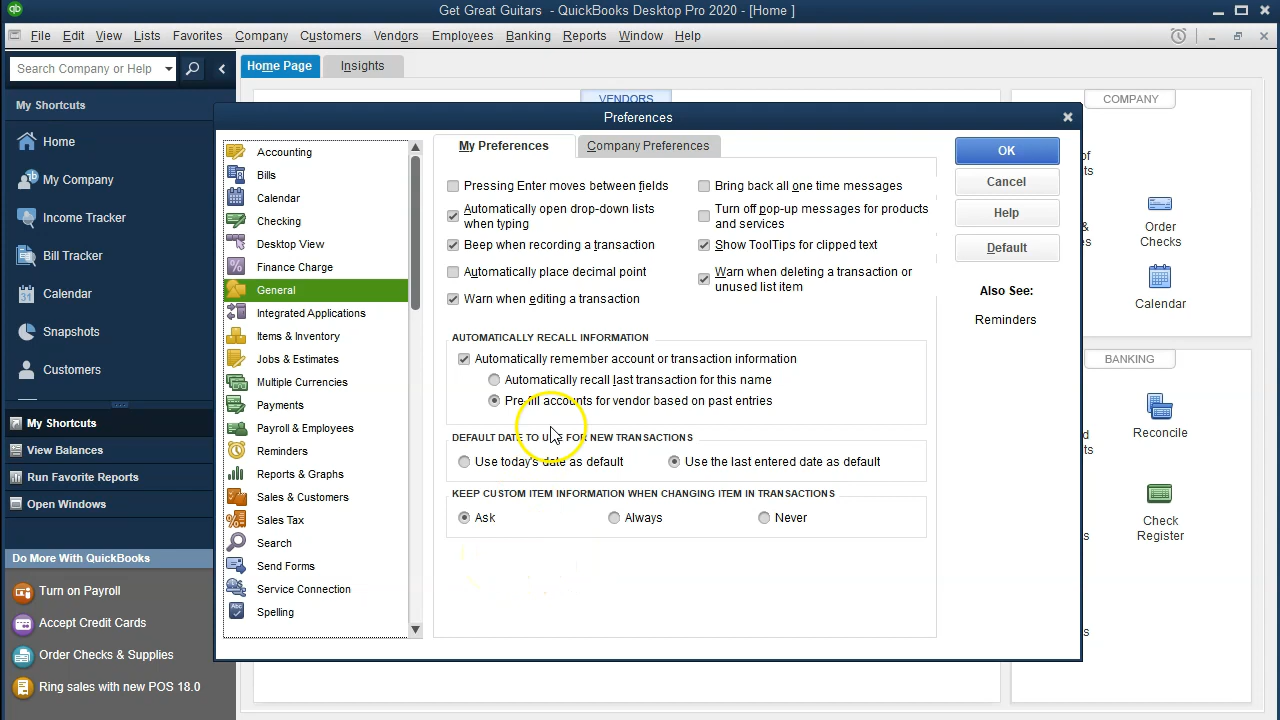 Get Great Guitars - QuickBooks Desktop Pro 2020 - [Home ]
File Edit View Lists Favorites Company Customers Vendors Employees Banking Reports Window Help
Search Company or Help
Home Page Insights
My Shortcuts
Home
My Company
Income Tracker
Bill Tracker
Calendar
Snapshots
Customers
My Shortcuts
View Balances
Run Favorite Reports
Open Windows
Do More With QuickBooks
Turn on Payroll
Accept Credit Cards
Order Checks & Supplies
Ring sales with new POS 18.0
VENDORS
COMPANY
Preferences
Accounting
Bills
Calendar
Checking
Desktop View
Finance Charge
General
Integrated Applications
Items & Inventory
Jobs & Estimates
Multiple Currencies
Payments
Payroll & Employees
Reminders
Reports & Graphs
Sales & Customers
Sales Tax
Search
Send Forms
Service Connection
Spelling
My Preferences Company Preferences
Pressing Enter moves between fields
Automatically open drop-down lists
when typing
Beep when recording a transaction
Automatically place decimal point
Warn when editing a transaction
Bring back all one time messages
Turn off pop-up messages for products
and services
Show ToolTips for clipped text
Warn when deleting a transaction or
unused list item
AUTOMATICALLY RECALL INFORMATION
Automatically remember account or transaction information
Automatically recall last transaction for this name
Pre-fill accounts for vendor based on past entries
DEFAULT DATE TO USE FOR NEW TRANSACTIONS
Use today's date as default Use the last entered date as default
KEEP CUSTOM ITEM INFORMATION WHEN CHANGING ITEM IN TRANSACTIONS
Ask Always Never
OK
Cancel
Help
Default
Also See:
Reminders
of
ts
&
es
Order
Checks
Calendar
BANKING
Reconcile
ts
Check
Register
s
s